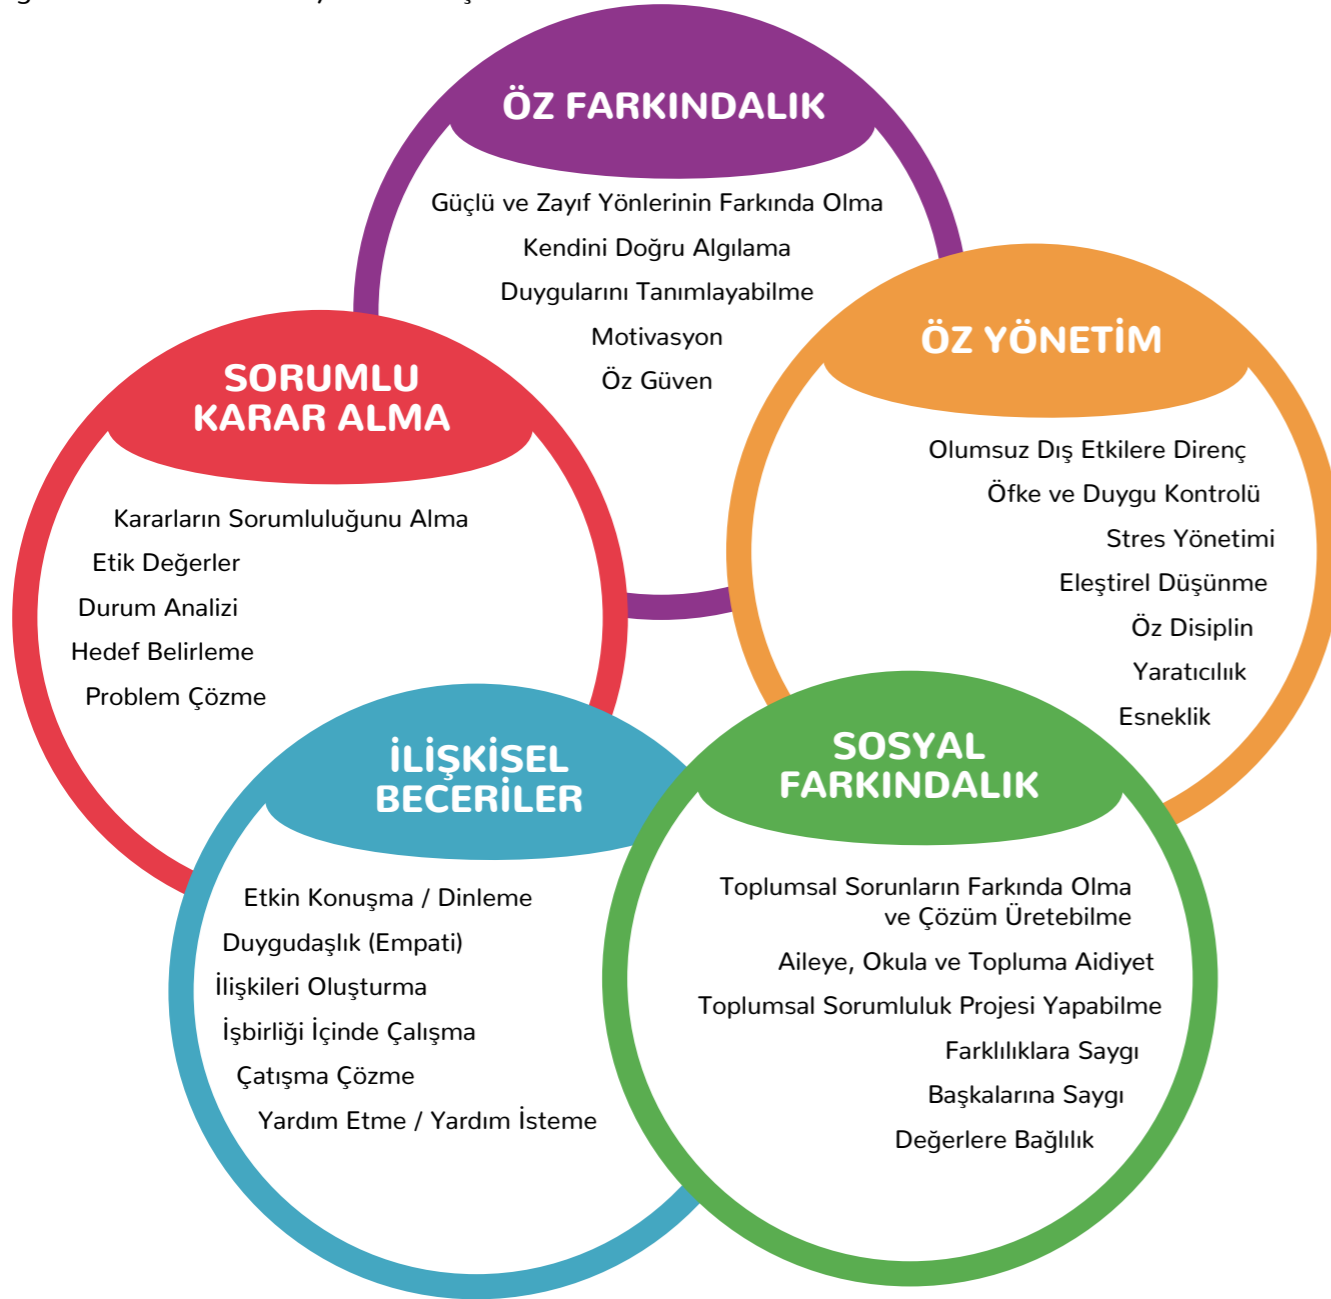 ÖZ FARKINDALIK
Güçlü ve Zayıf Yönlerinin Farkında Olma
Kendini Doğru Algılama
Duygularını Tanımlayabilme
Motivasyon
Öz Güven
ÖZ YÖNETİM
Olumsuz Dış Etkilere Direnç
Öfke ve Duygu Kontrolü
Stres Yönetimi
Eleştirel Düşünme
Öz Disiplin
Yaratıcılıık
Esneklik
SORUMLU
KARAR ALMA
Kararların Sorumluluğunu Alma
Etik Değerler
Durum Analizi
Hedef Belirleme
Problem Çözme
İLİŞKİSEL
BECERİLER
Etkin Konuşma / Dinleme
Duygudaşlık (Empati)
İlişkileri Oluşturma
İşbirliği İçinde Çalışma
Çatışma Çözme
Yardım Etme / Yardım İsteme
SOSYAL
FARKINDALIK
Toplumsal Sorunların Farkında Olma
ve Çözüm Üretebilme
Aileye, Okula ve Topluma Aidiyet
Toplumsal Sorumluluk Projesi Yapabilme
Farklılıklara Saygı
Başkalarına Saygı
Değerlere Bağlılık